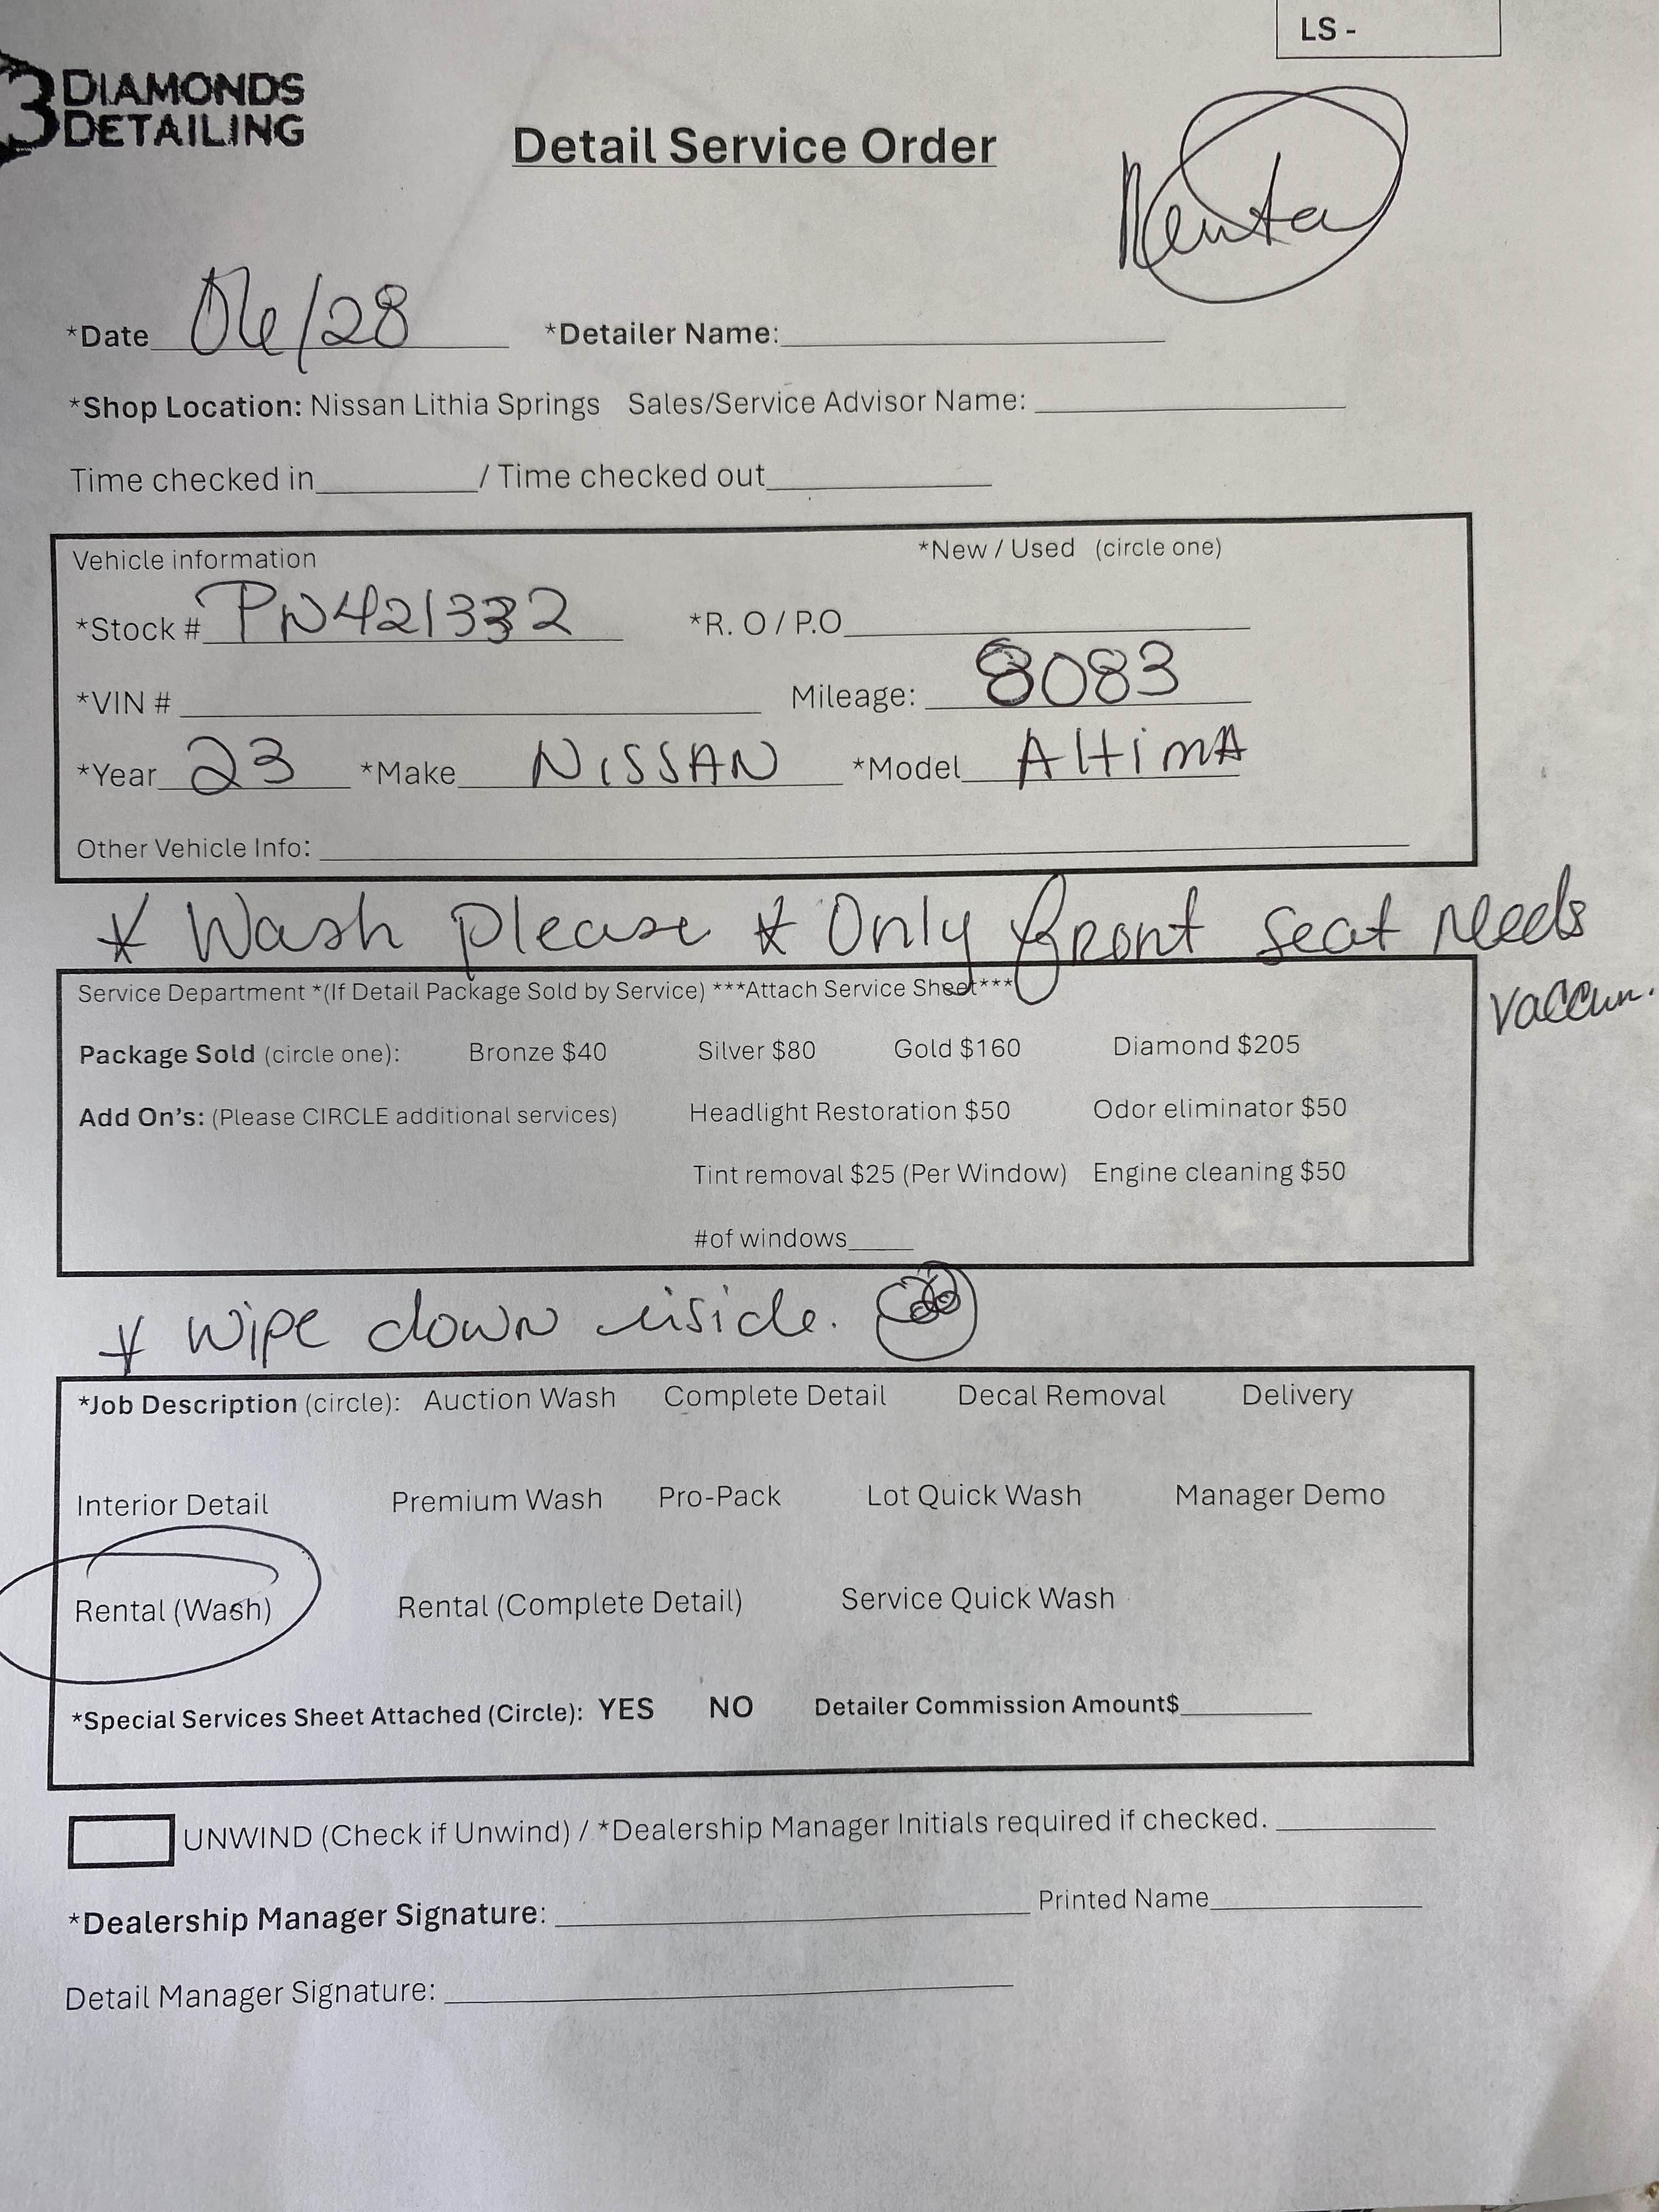 LS -
3 DIAMONDS
DETAILING
Detail Service Order
Renta
*Date 06/28 *Detailer Name:
*Shop Location: Nissan Lithia Springs Sales/Service Advisor Name:
Time checked in / Time checked out
Vehicle information *New / Used (circle one)
*Stock # PN421332 *R. O / P.O
*VIN # Mileage: 8083
*Year 23 *Make NISSAN *Model AltimA
Other Vehicle Info:
* Wash please * Only front seat needs
vaccum.
Service Department *(If Detail Package Sold by Service) ***Attach Service Sheet***
Package Sold (circle one): Bronze $40 Silver $80 Gold $160 Diamond $205
Add On's: (Please CIRCLE additional services) Headlight Restoration $50 Odor eliminator $50
Tint removal $25 (Per Window) Engine cleaning $50
#of windows
* wipe down inside.
*Job Description (circle): Auction Wash Complete Detail Decal Removal Delivery
Interior Detail Premium Wash Pro-Pack Lot Quick Wash Manager Demo
Rental (Wash) Rental (Complete Detail) Service Quick Wash
*Special Services Sheet Attached (Circle): YES NO Detailer Commission Amount$
UNWIND (Check if Unwind) / *Dealership Manager Initials required if checked.
*Dealership Manager Signature: Printed Name
Detail Manager Signature: